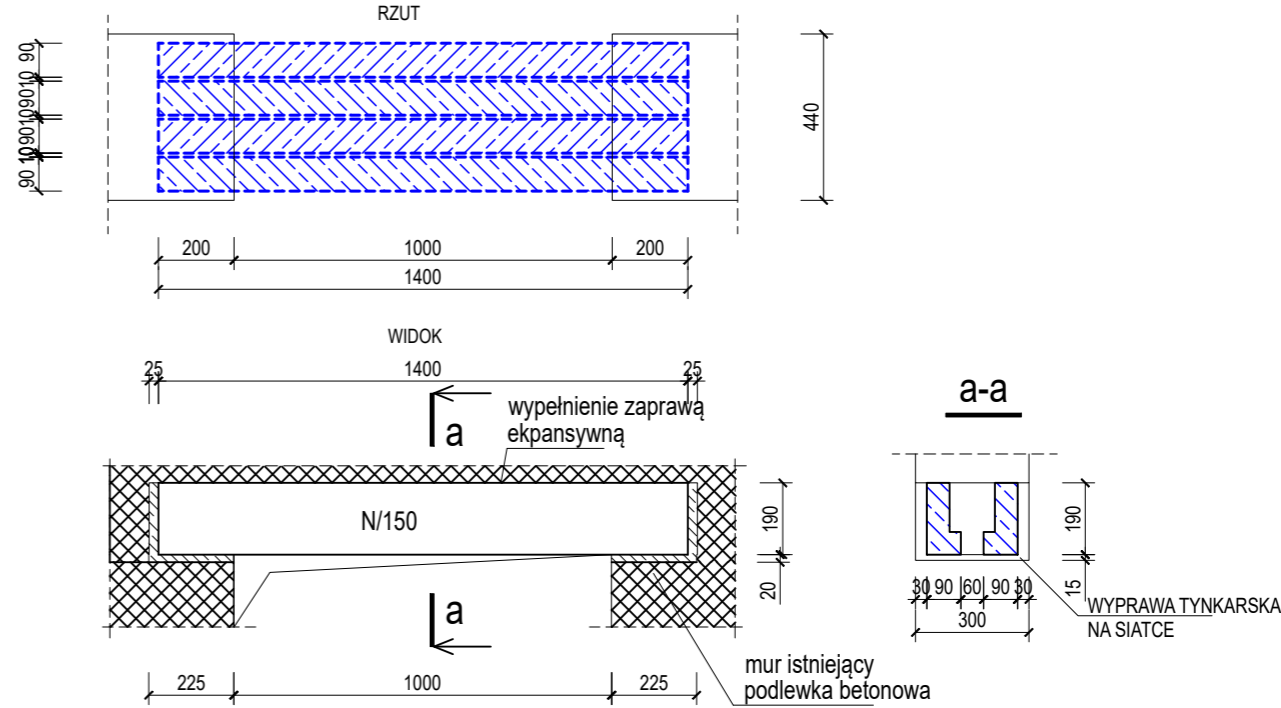 RZUT
90
10
90
10
90
10
90
440
200 1000 200
1400
WIDOK
25 1400 25
a-a
wypełnienie zaprawą
ekpansywną
a
N/150
190
20
190
15
a
30 90 60 90 30
300
WYPRAWA TYNKARSKA
NA SIATCE
mur istniejący
podlewka betonowa
225 1000 225